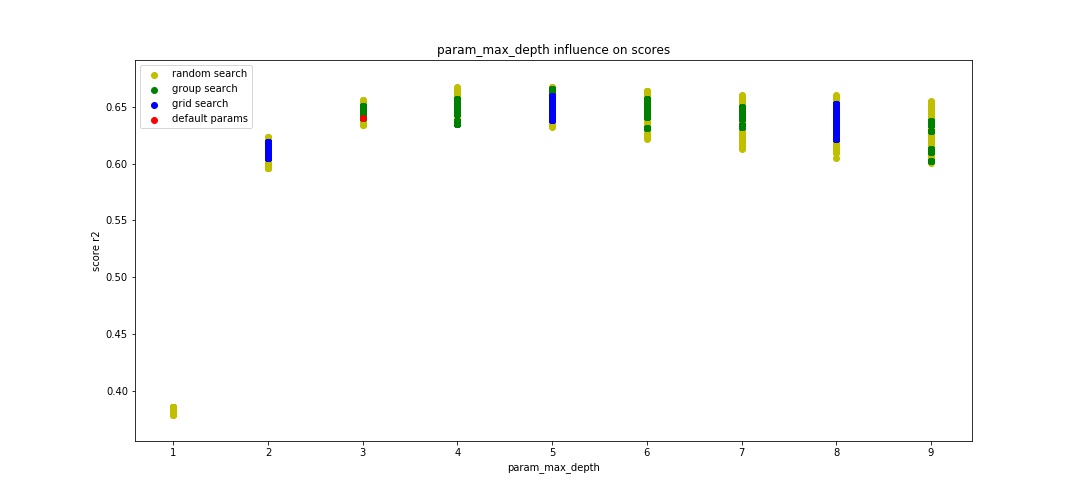 param_max_depth influence on scores
random search
group search
grid search
default params
0.65
0.60
0.55
0.50
0.45
0.40
score r2
1 2 3 4 5 6 7 8 9
param_max_depth